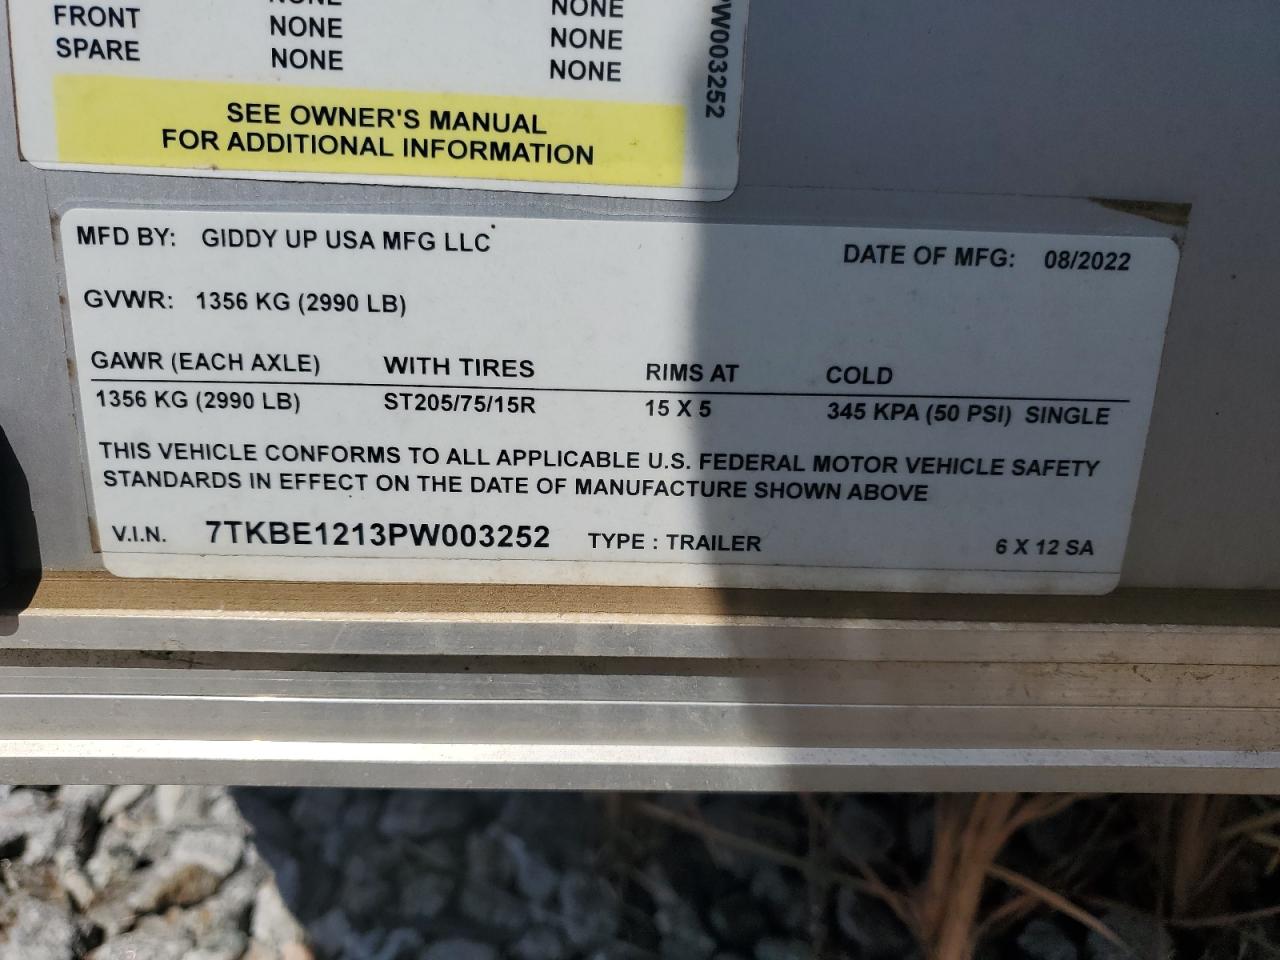 NONE NONE
FRONT NONE NONE
SPARE NONE NONE
SEE OWNER'S MANUAL
FOR ADDITIONAL INFORMATION
PW003252
MFD BY: GIDDY UP USA MFG LLC DATE OF MFG: 08/2022
GVWR: 1356 KG (2990 LB)
GAWR (EACH AXLE) WITH TIRES RIMS AT COLD
1356 KG (2990 LB) ST205/75/15R 15 X 5 345 KPA (50 PSI) SINGLE
THIS VEHICLE CONFORMS TO ALL APPLICABLE U.S. FEDERAL MOTOR VEHICLE SAFETY
STANDARDS IN EFFECT ON THE DATE OF MANUFACTURE SHOWN ABOVE
V.I.N. 7TKBE1213PW003252 TYPE : TRAILER 6 X 12 SA